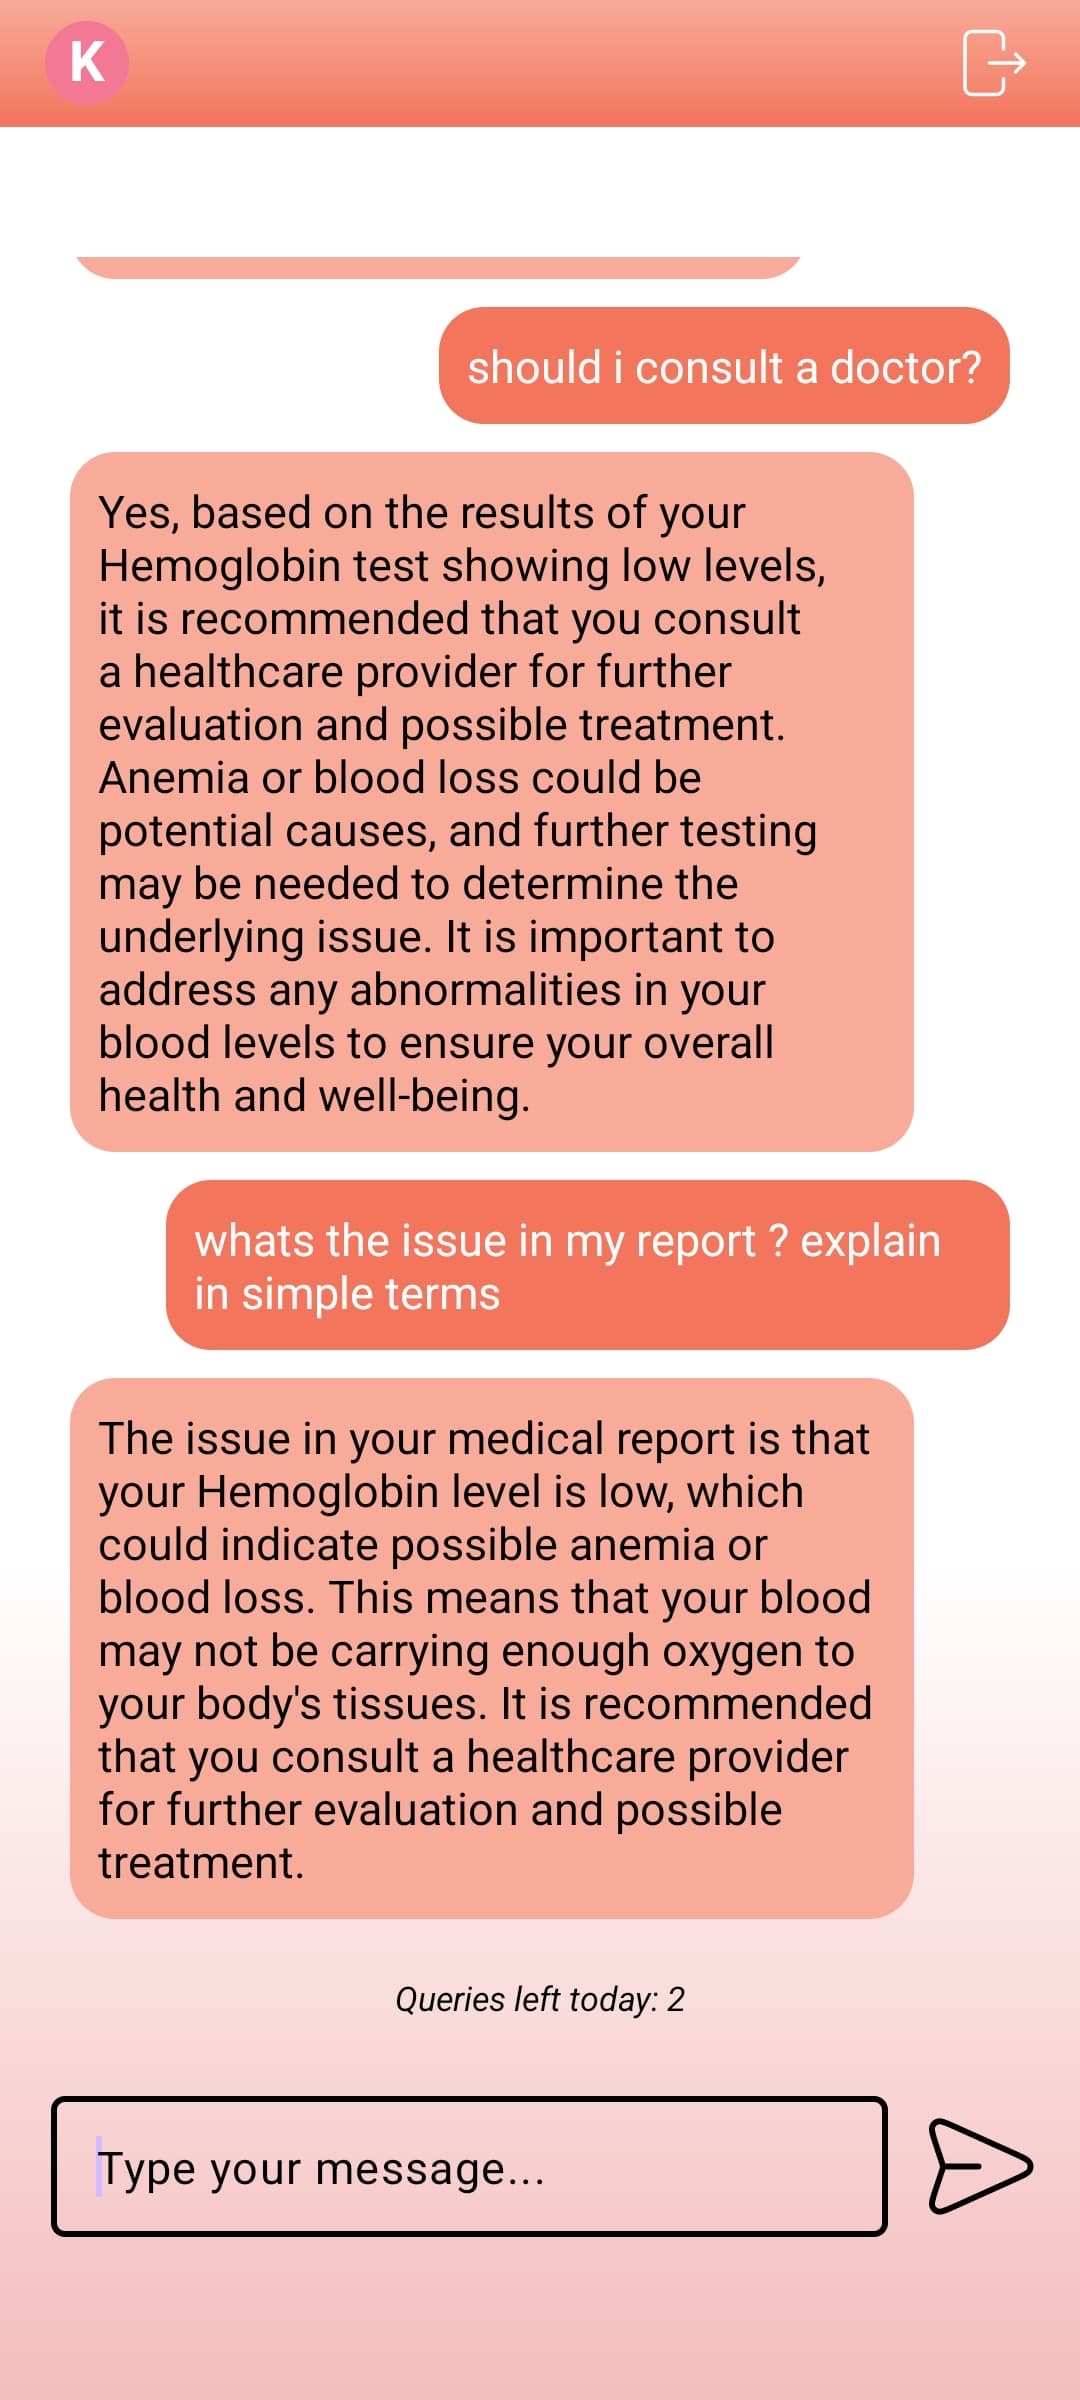 K
should i consult a doctor?
Yes, based on the results of your
Hemoglobin test showing low levels,
it is recommended that you consult
a healthcare provider for further
evaluation and possible treatment.
Anemia or blood loss could be
potential causes, and further testing
may be needed to determine the
underlying issue. It is important to
address any abnormalities in your
blood levels to ensure your overall
health and well-being.
whats the issue in my report ? explain
in simple terms
The issue in your medical report is that
your Hemoglobin level is low, which
could indicate possible anemia or
blood loss. This means that your blood
may not be carrying enough oxygen to
your body's tissues. It is recommended
that you consult a healthcare provider
for further evaluation and possible
treatment.
Queries left today: 2
Type your message...